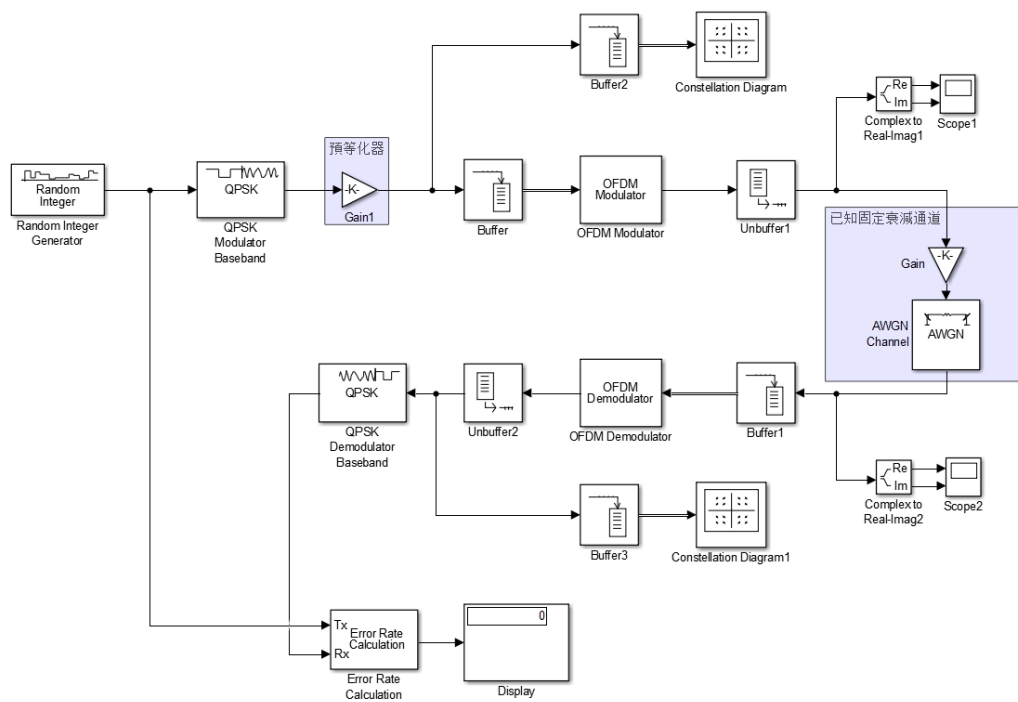 Buffer2
Constellation Diagram
Re
Im
Complex to
Real-Imag1
Scope1
Random
Integer
Random Integer
Generator
QPSK
QPSK
Modulator
Baseband
預等化器
-K-
Gain1
Buffer
OFDM
Modulator
OFDM Modulator
Unbuffer1
已知固定衰減通道
-K-
Gain
AWGN
AWGN
Channel
QPSK
QPSK
Demodulator
Baseband
Unbuffer2
OFDM
Demodulator
OFDM Demodulator
Buffer1
Re
Im
Complex to
Real-Imag2
Scope2
Buffer3
Constellation Diagram1
Tx
Rx
Error Rate
Calculation
Error Rate
Calculation
0
Display